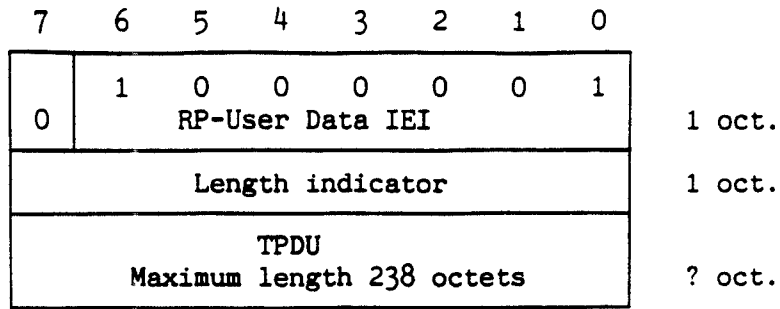 7 6 5 4 3 2 1 0
1 0 0 0 0 0 1
0 RP-User Data IEI 1 oct.
Length indicator 1 oct.
TPDU
Maximum length 238 octets ? oct.